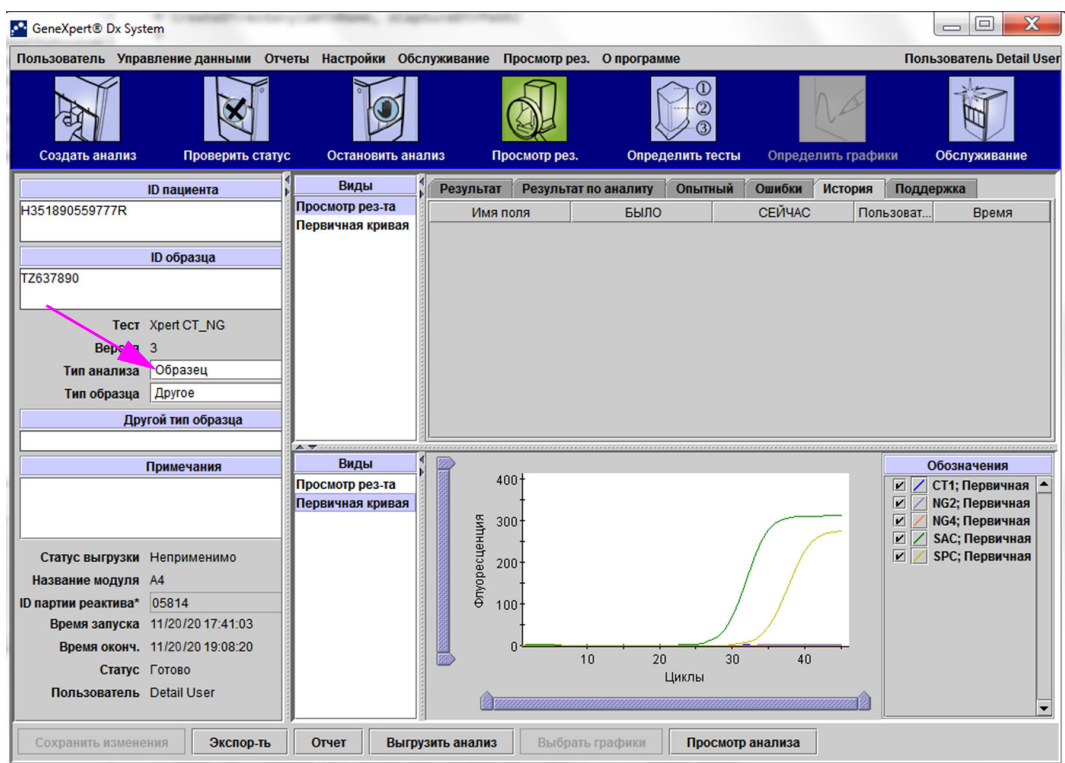 GeneXpert® Dx System
Пользователь Управление данными Отчеты Настройки Обслуживание Просмотр рез. О программе Пользователь Detail User
Создать анализ Проверить статус Остановить анализ Просмотр рез. Определить тесты Определить графики Обслуживание
ID пациента
H351890559777R
ID образца
TZ637890
Тест Xpert CT_NG
Версия 3
Тип анализа Образец
Тип образца Другое
Другой тип образца
Примечания
Статус выгрузки Неприменимо
Название модуля A4
ID партии реактива* 05814
Время запуска 11/20/20 17:41:03
Время оконч. 11/20/20 19:08:20
Статус Готово
Пользователь Detail User
Виды
Просмотр рез-та
Первичная кривая
Результат Результат по аналиту Опытный Ошибки История Поддержка
Имя поля БЫЛО СЕЙЧАС Пользоват... Время
Виды
Просмотр рез-та
Первичная кривая
Флуоресценция
400
300
200
100
0
10 20 30 40
Циклы
Обозначения
CT1; Первичная
NG2; Первичная
NG4; Первичная
SAC; Первичная
SPC; Первичная
Сохранить изменения Экспор-ть Отчет Выгрузить анализ Выбрать графики Просмотр анализа